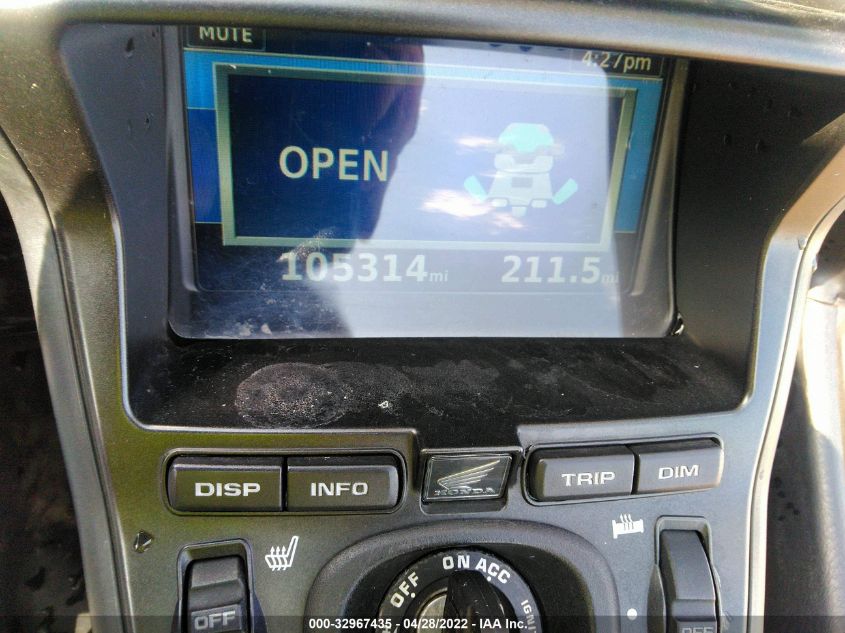 MUTE
4:27pm
OPEN
105314mi 211.5mi
DISP INFO
HONDA
TRIP DIM
OFF ON ACC
OFF
OFF
000-32967435 | 04/28/2022 - IAA Inc.